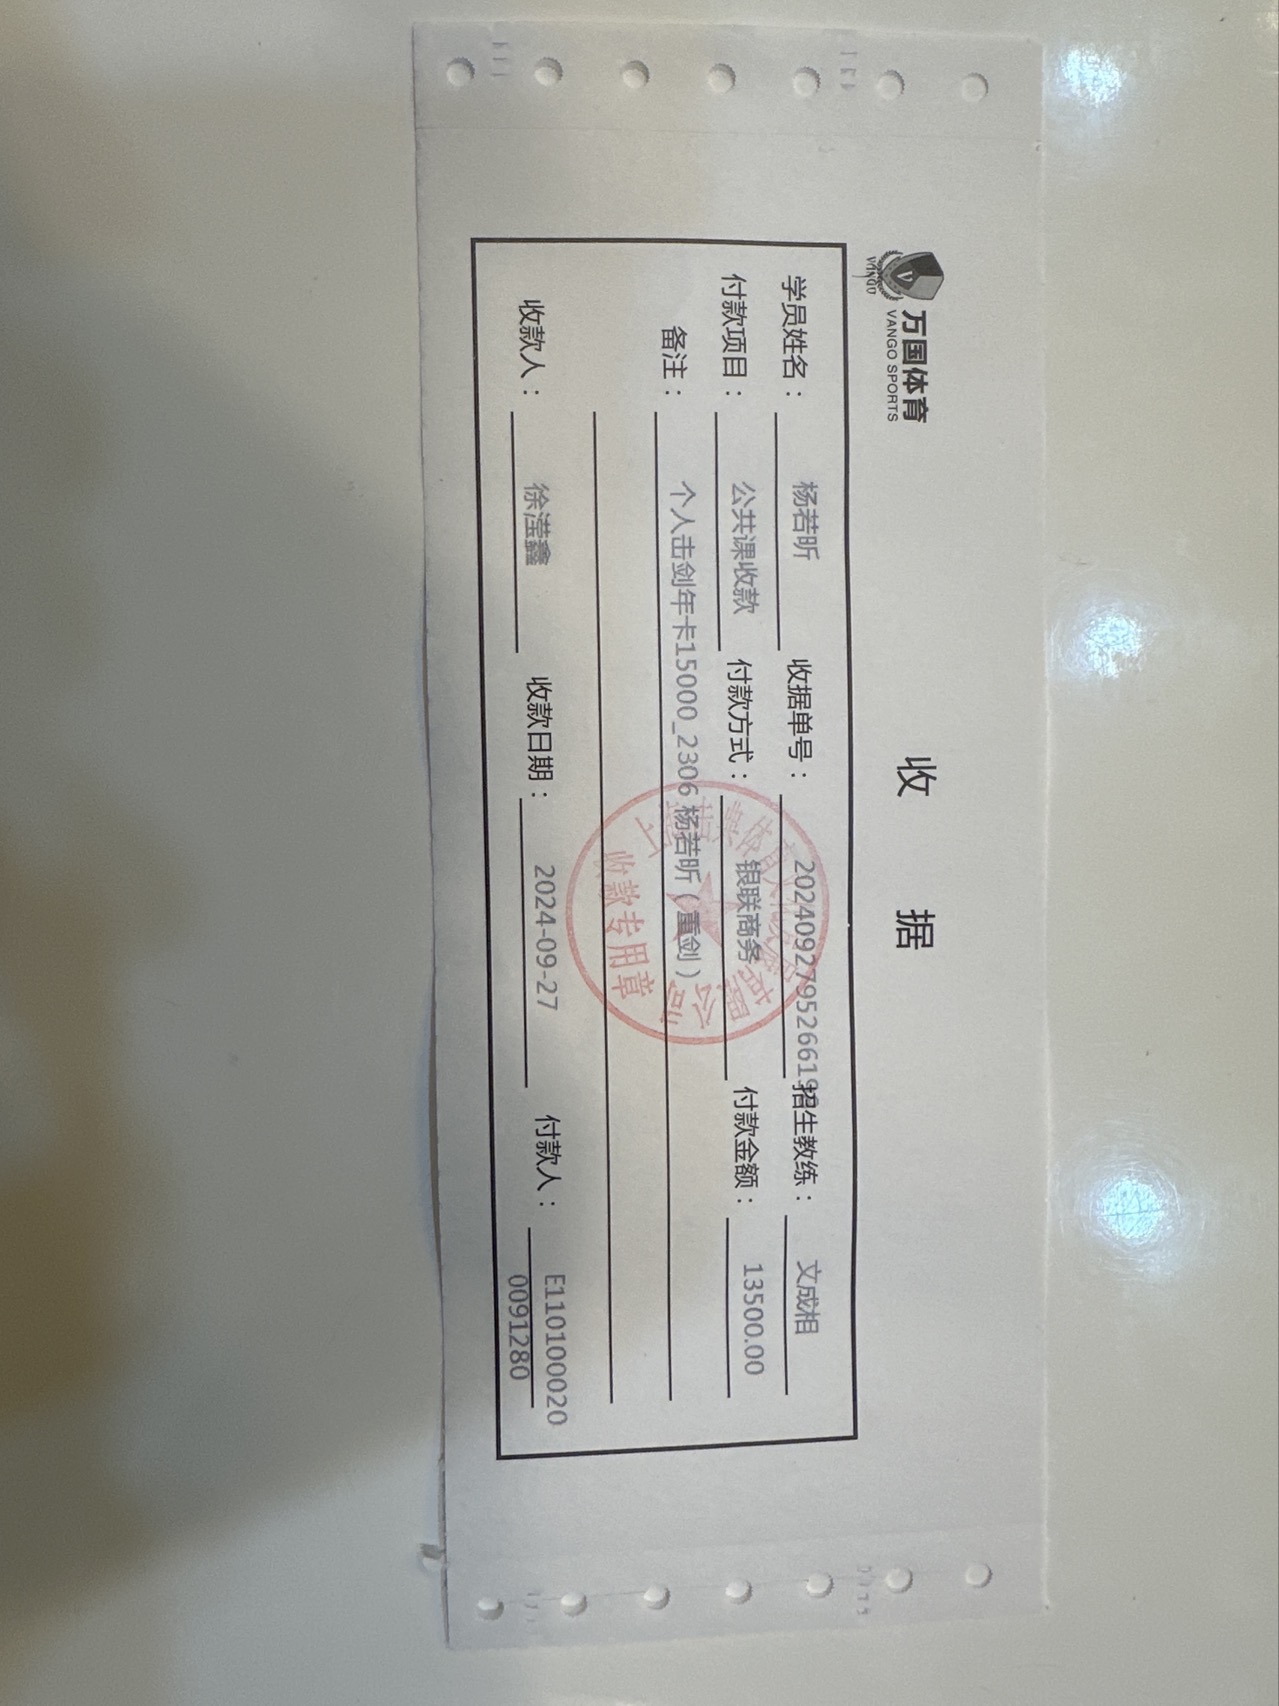 万国体育
VANGO SPORTS
收 据
学员姓名： 杨若昕 收据单号： 202409279526619 招生教练： 文成相
付款项目： 公共课收款 付款方式： 银联商务 付款金额： 13500.00
备注： 个人击剑年卡15000_2306 杨若昕（重剑）
收款人： 徐滢鑫 收款日期： 2024-09-27 付款人： E110100020
0091280
收款专用章